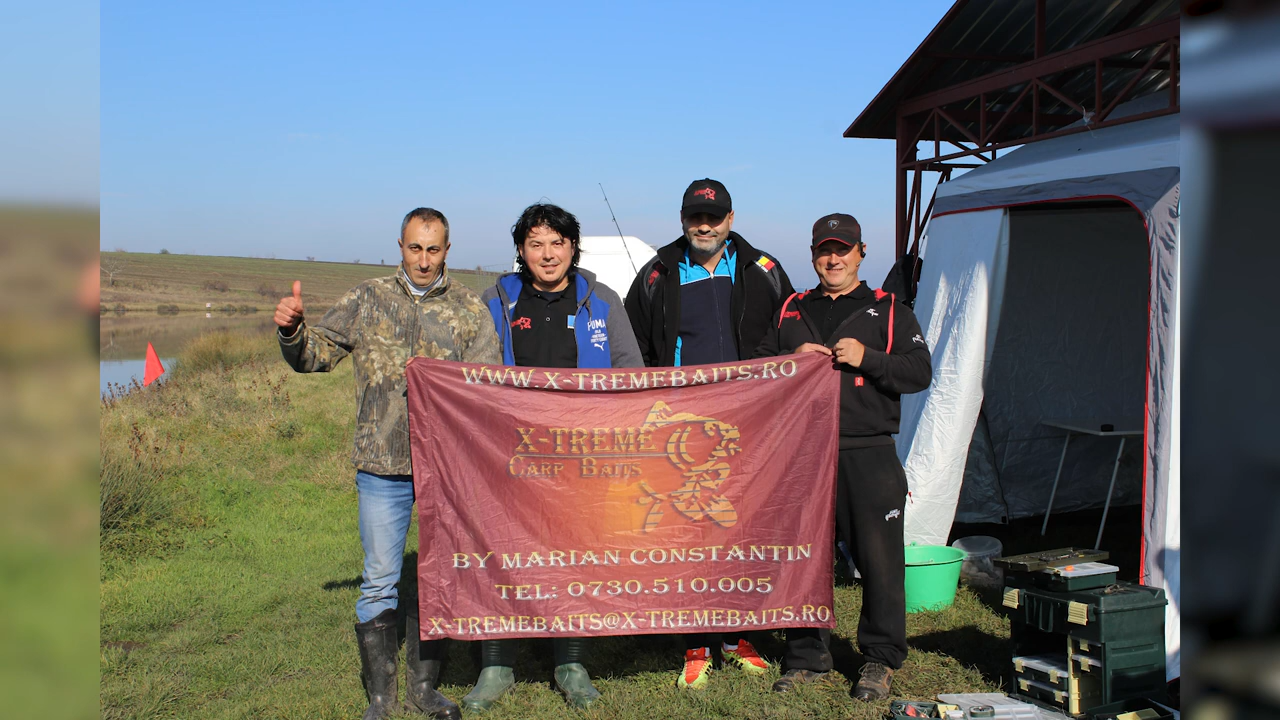 WWW.X-TREMEBAITS.RO
X-TREME
CARP BAITS
BY MARIAN CONSTANTIN
TEL: 0730.510.005
X-TREMEBAITS@X-TREMEBAITS.RO
PUMA